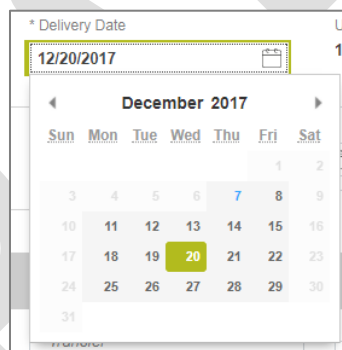 * Delivery Date
U
12/20/2017
1
December 2017
Sun Mon Tue Wed Thu Fri Sat
1 2
3 4 5 6 7 8 9
10 11 12 13 14 15 16
17 18 19 20 21 22 23
24 25 26 27 28 29 30
31
Transfer